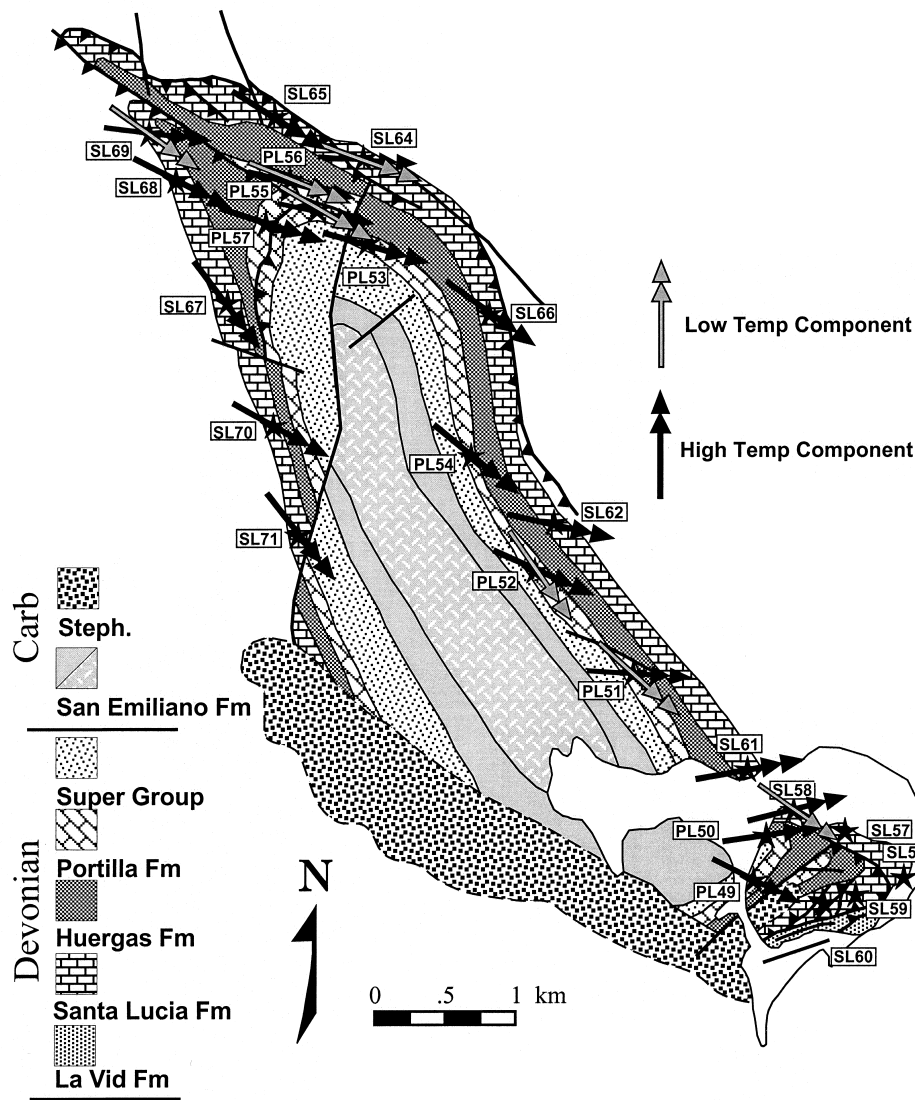 SL65
SL64
PL56
SL69
SL68
PL55
PL57
PL53
SL67
SL66
Low Temp Component
High Temp Component
SL70
PL54
SL62
SL71
PL52
PL51
SL61
SL58
PL50
SL57
SL5
PL49
SL59
SL60
Carb
Steph.
San Emiliano Fm
Devonian
Super Group
Portilla Fm
Huergas Fm
Santa Lucia Fm
La Vid Fm
N
0 .5 1 km